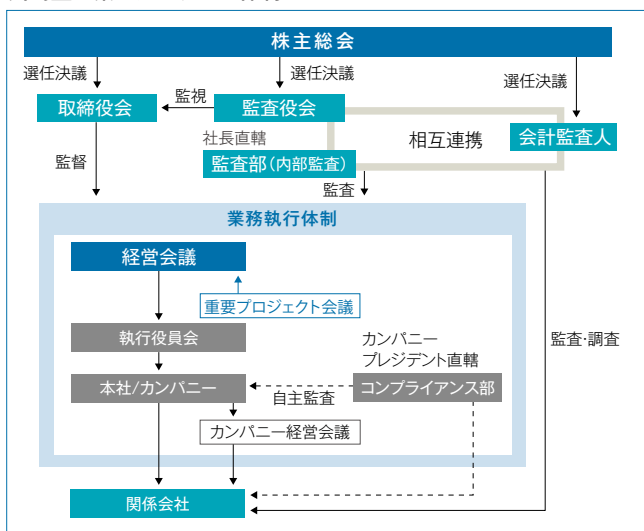 株主総会
選任決議
選任決議
選任決議
取締役会
監視
監査役会
会計監査人
相互連携
社長直轄
監査部(内部監査)
監督
監査
業務執行体制
経営会議
重要プロジェクト会議
執行役員会
カンパニー
プレジデント直轄
監査・調査
本社/カンパニー
自主監査
コンプライアンス部
カンパニー経営会議
関係会社